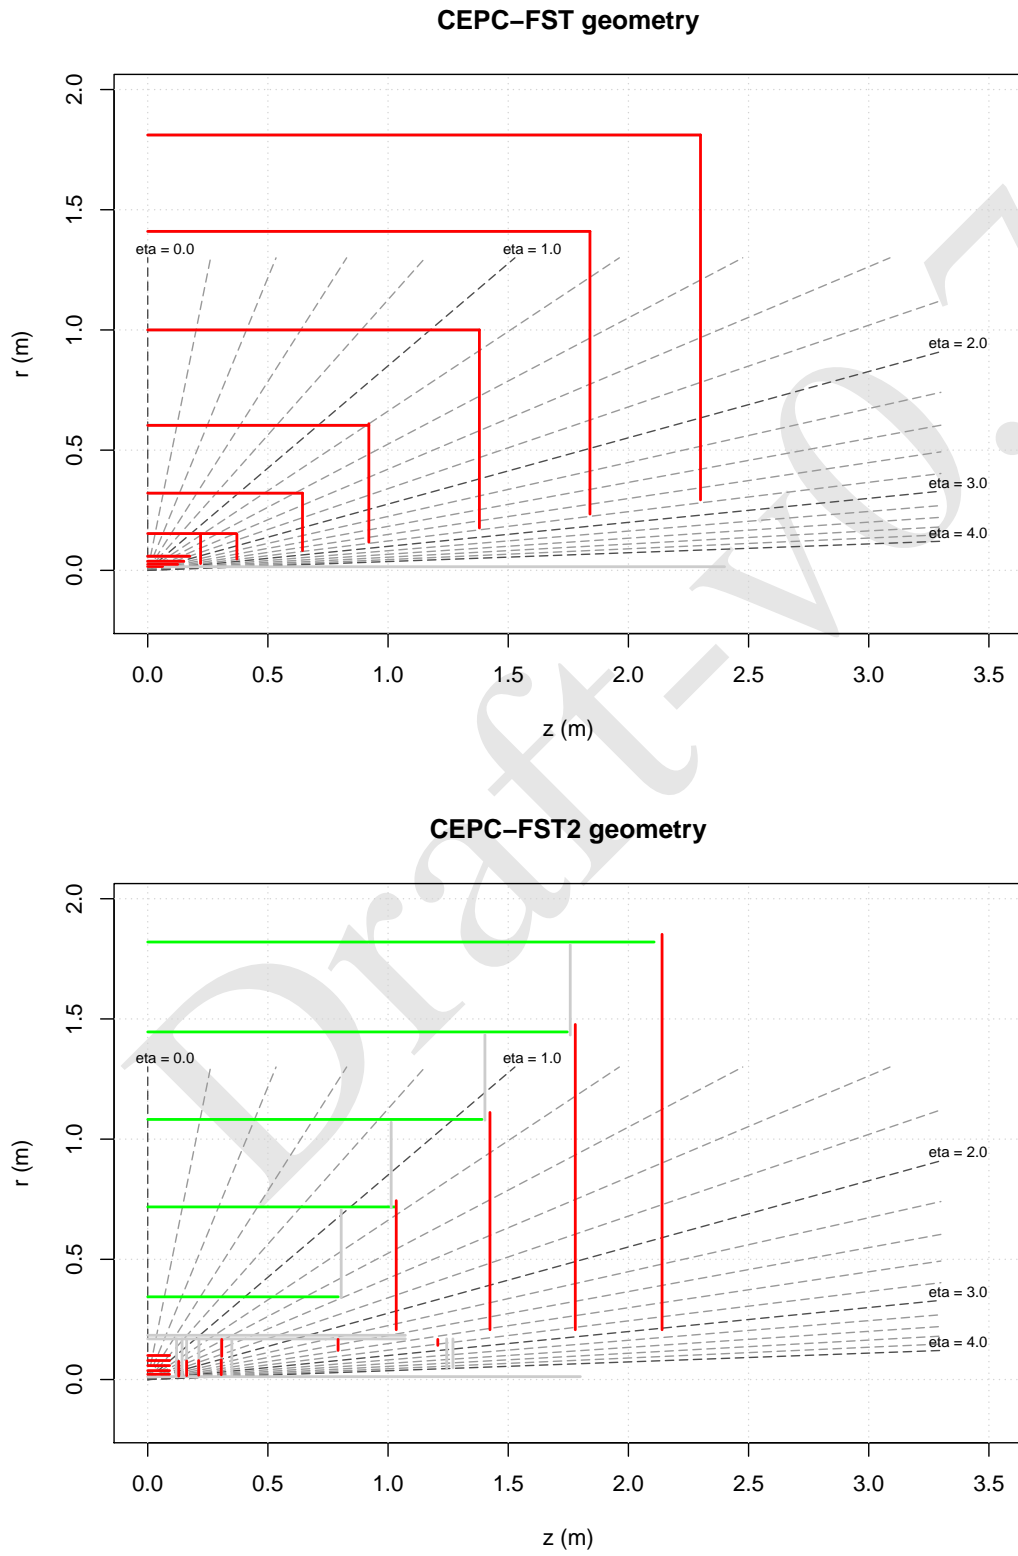 CEPC−FST geometry
2.0
1.5
1.0
0.5
0.0
r (m)
eta = 0.0
eta = 1.0
eta = 2.0
eta = 3.0
eta = 4.0
0.0 0.5 1.0 1.5 2.0 2.5 3.0 3.5
z (m)
CEPC−FST2 geometry
2.0
1.5
1.0
0.5
0.0
r (m)
eta = 0.0
eta = 1.0
eta = 2.0
eta = 3.0
eta = 4.0
0.0 0.5 1.0 1.5 2.0 2.5 3.0 3.5
z (m)
Draft-v0.7